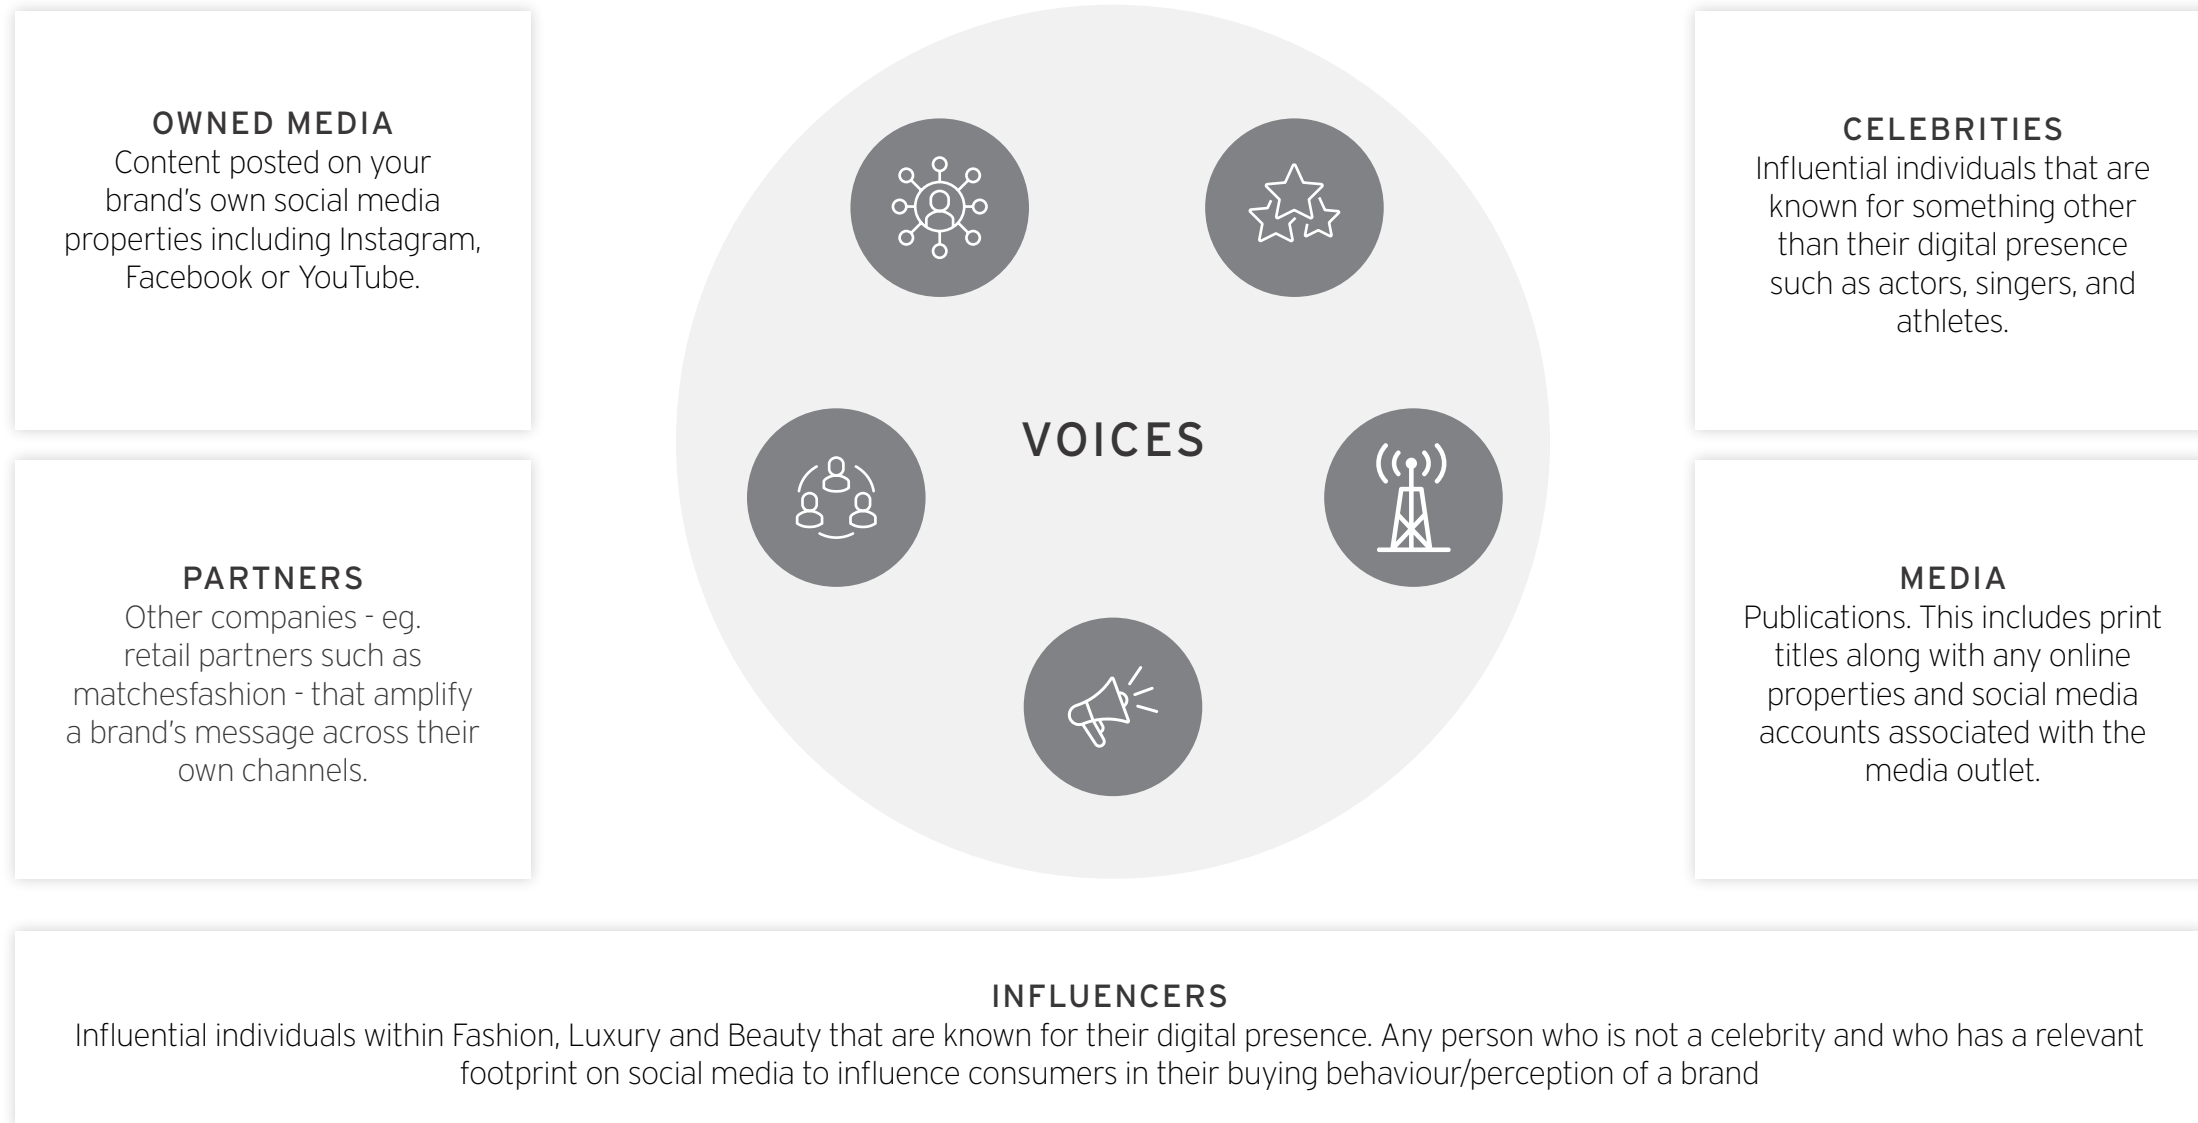 OWNED MEDIA
Content posted on your
brand's own social media
properties including Instagram,
Facebook or YouTube.
CELEBRITIES
Influential individuals that are
known for something other
than their digital presence
such as actors, singers, and
athletes.
VOICES
PARTNERS
Other companies - eg.
retail partners such as
matchesfashion - that amplify
a brand's message across their
own channels.
MEDIA
Publications. This includes print
titles along with any online
properties and social media
accounts associated with the
media outlet.
INFLUENCERS
Influential individuals within Fashion, Luxury and Beauty that are known for their digital presence. Any person who is not a celebrity and who has a relevant
footprint on social media to influence consumers in their buying behaviour/perception of a brand